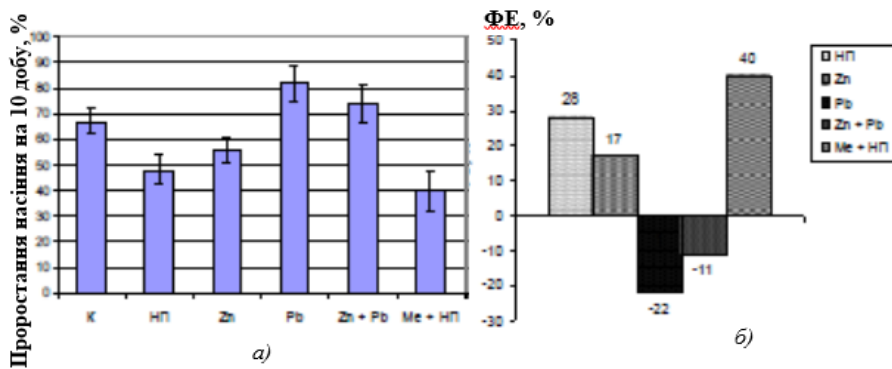 Проростання насіння на 10 добу, %
100
90
80
70
60
50
40
30
20
10
0
К НП Zn Pb Zn + Pb Me + НП
а)
ФЕ, %
50
40
30
20
10
0
-10
-20
-30
28
17
-22
-11
40
НП
Zn
Pb
Zn + Pb
Me + НП
б)